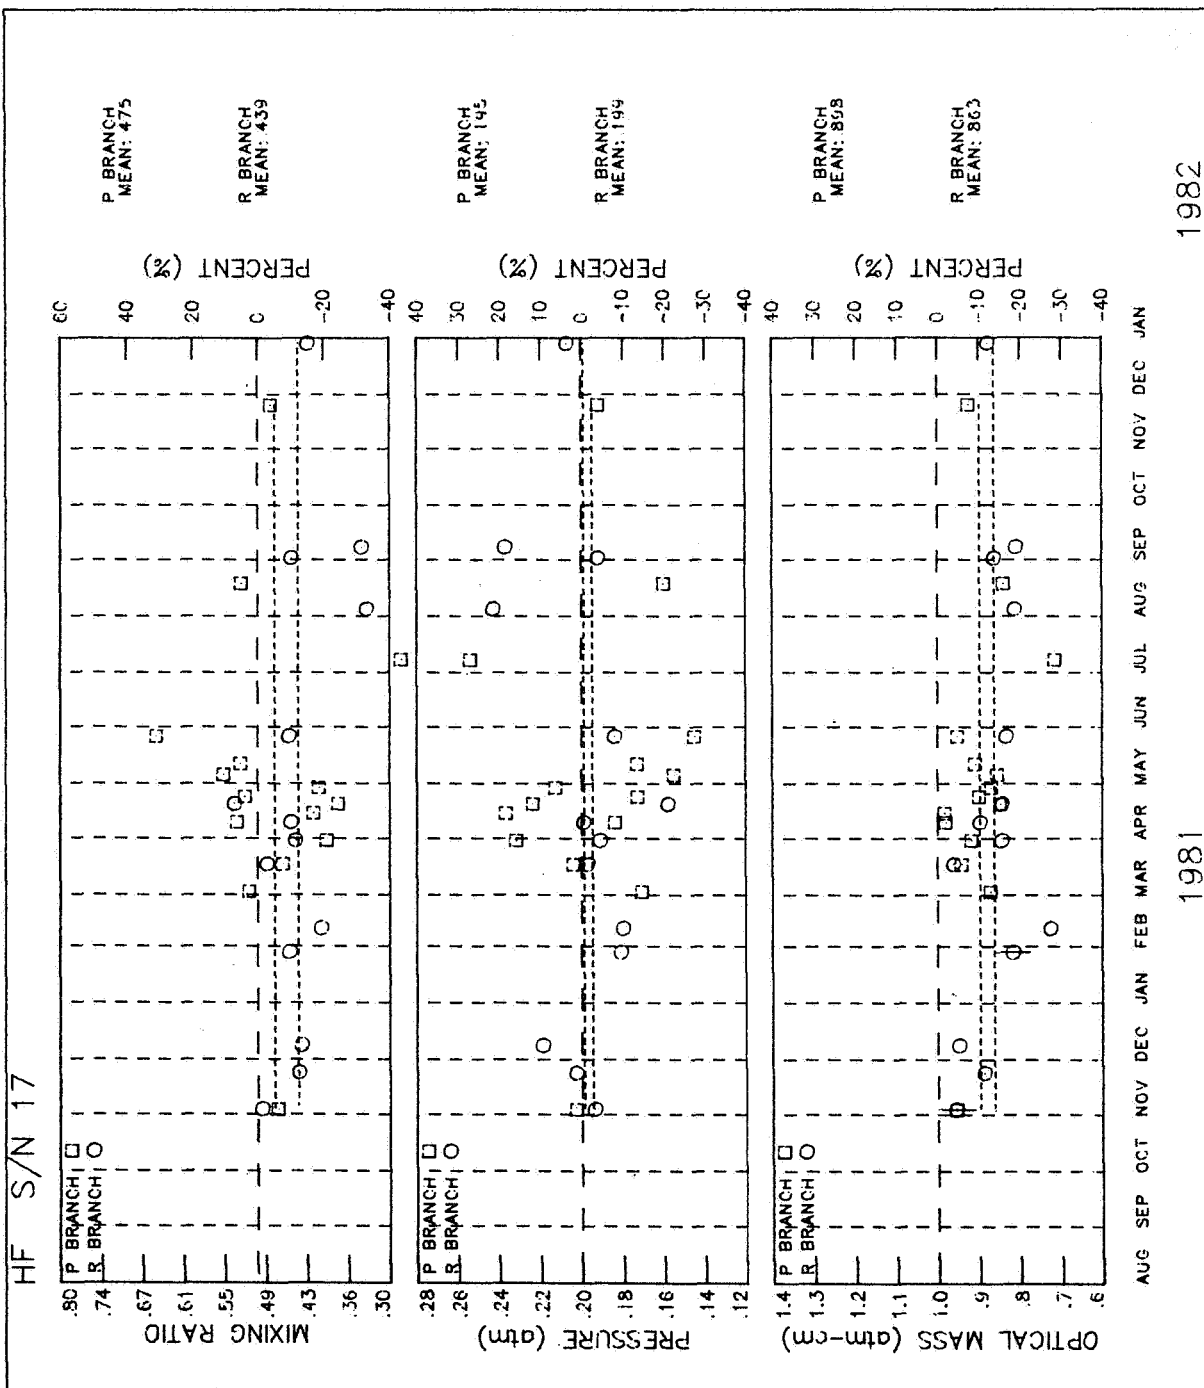 HF S/N 17
P BRANCH
MEAN: .475
R BRANCH
MEAN: .439
MIXING RATIO
.80
.74
.67
.61
.55
.49
.43
.36
.30
P BRANCH
R BRANCH
60
40
20
0
-20
-40
PERCENT (%)
P BRANCH
MEAN: .195
R BRANCH
MEAN: .199
PRESSURE (atm)
.28
.26
.24
.22
.20
.18
.16
.14
.12
P BRANCH
R BRANCH
40
30
20
10
0
-10
-20
-30
-40
PERCENT (%)
P BRANCH
MEAN: .898
R BRANCH
MEAN: .863
OPTICAL MASS (atm-cm)
1.4
1.3
1.2
1.1
1.0
.9
.8
.7
.6
P BRANCH
R BRANCH
40
30
20
10
0
-10
-20
-30
-40
PERCENT (%)
AUG SEP OCT NOV DEC JAN FEB MAR APR MAY JUN JUL AUG SEP OCT NOV DEC JAN
1981 1982